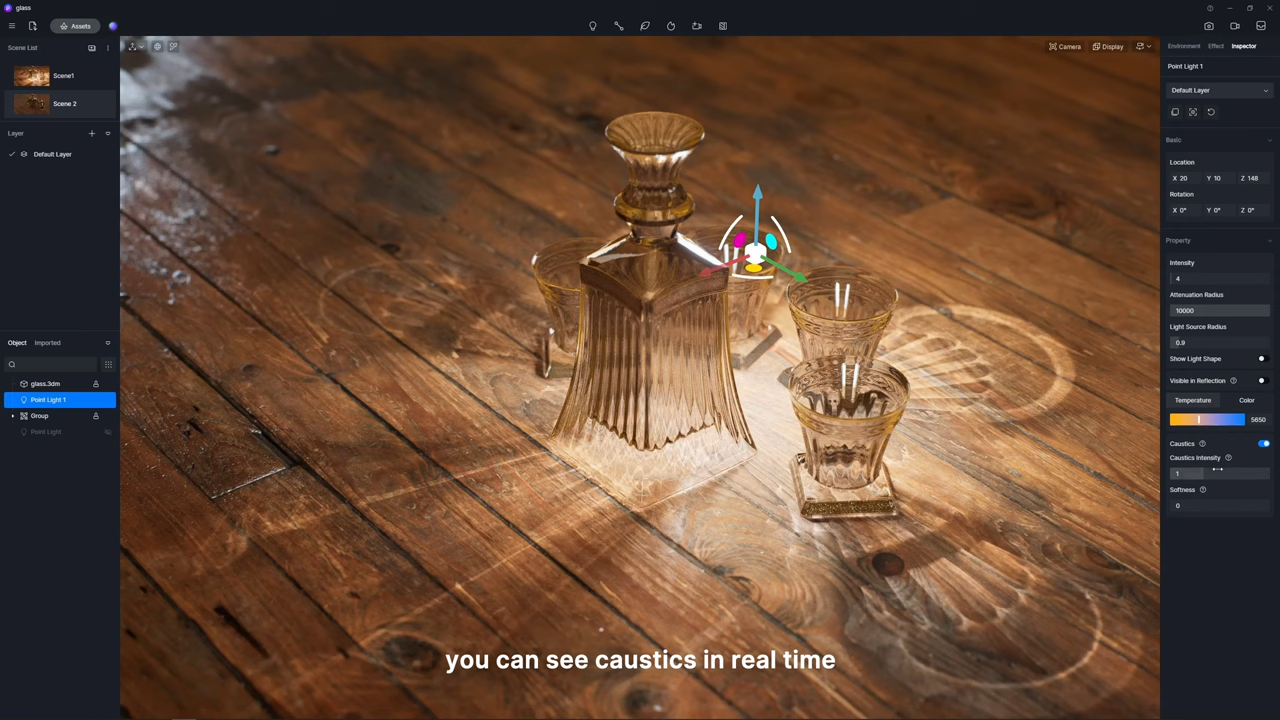 glass
Assets
Scene List
Scene1
Scene 2
Layer
Default Layer
Object Imported
glass.3dm
Point Light 1
Group
Point Light
Camera Display
you can see caustics in real time
Environment Effect Inspector
Point Light 1
Default Layer
Basic
Location
X 20 Y 10 Z 148
Rotation
X 0° Y 0° Z 0°
Property
Intensity
4
Attenuation Radius
10000
Light Source Radius
0.9
Show Light Shape
Visible in Reflection
Temperature Color
5650
Caustics
Caustics Intensity
1
Softness
0